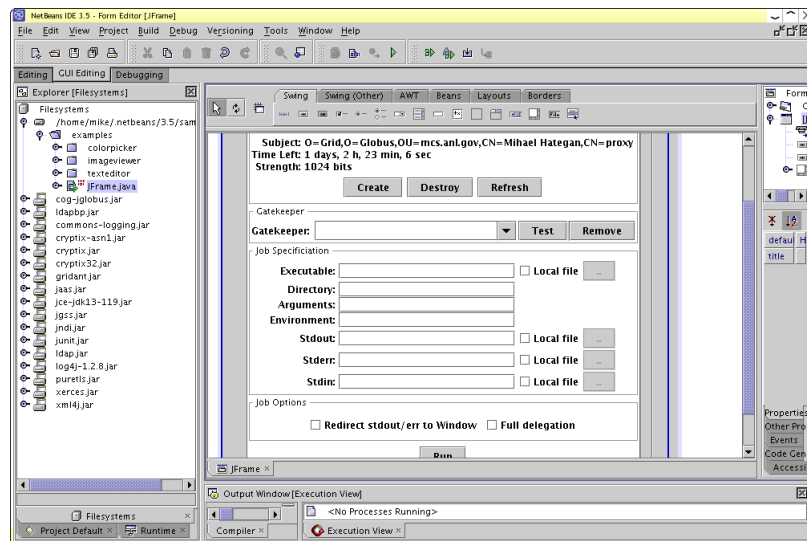 NetBeans IDE 3.5 - Form Editor [JFrame]
File Edit View Project Build Debug Versioning Tools Window Help
Editing GUI Editing Debugging
Explorer [Filesystems]
Filesystems
/home/mike/.netbeans/3.5/sam
examples
colorpicker
imageviewer
texteditor
JFrame.java
cog-jglobus.jar
ldapbp.jar
commons-logging.jar
cryptix-asn1.jar
cryptix.jar
cryptix32.jar
gridant.jar
jaas.jar
jce-jdk13-119.jar
jgss.jar
jndi.jar
junit.jar
ldap.jar
log4j-1.2.8.jar
puretls.jar
xerces.jar
xml4j.jar
Filesystems
Project Default Runtime
Swing Swing (Other) AWT Beans Layouts Borders
Subject: O=Grid,O=Globus,OU=mcs.anl.gov,CN=Mihael Hategan,CN=proxy
Time Left: 1 days, 2 h, 23 min, 6 sec
Strength: 1024 bits
Create Destroy Refresh
Gatekeeper
Gatekeeper: Test Remove
Job Specificiation
Executable: Local file ..
Directory:
Arguments:
Environment:
Stdout: Local file ..
Stderr: Local file ..
Stdin: Local file ..
Job Options
Redirect stdout/err to Window Full delegation
Run
JFrame
Output Window [Execution View]
<No Processes Running>
Compiler Execution View
Form
defaul H
title
Properties
Other Pro
Events
Code Gen
Accessi